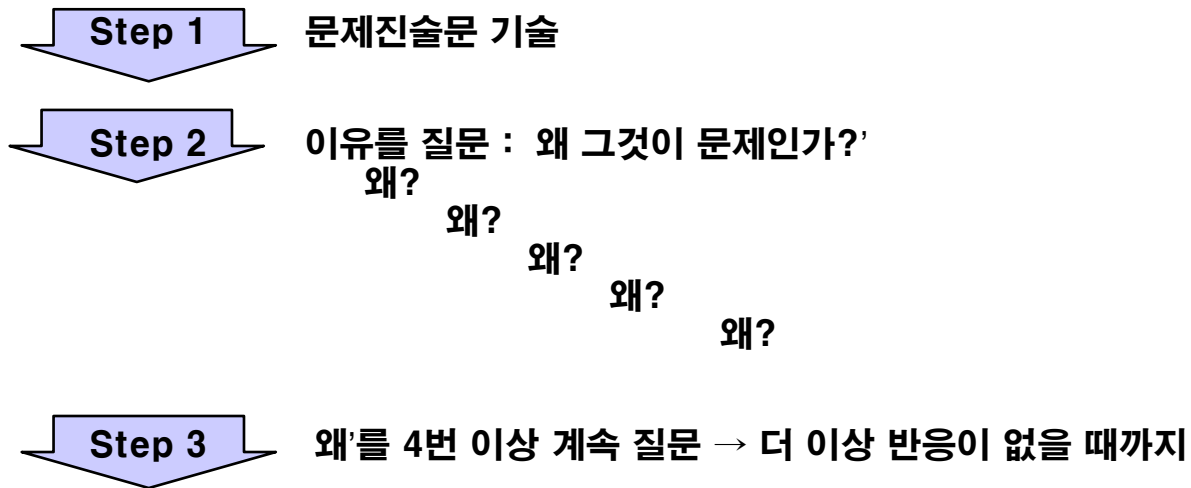 Step 1 문제진술문 기술
Step 2 이유를 질문 : 왜 그것이 문제인가?’
왜?
왜?
왜?
왜?
왜?
Step 3 왜’를 4번 이상 계속 질문 → 더 이상 반응이 없을 때까지